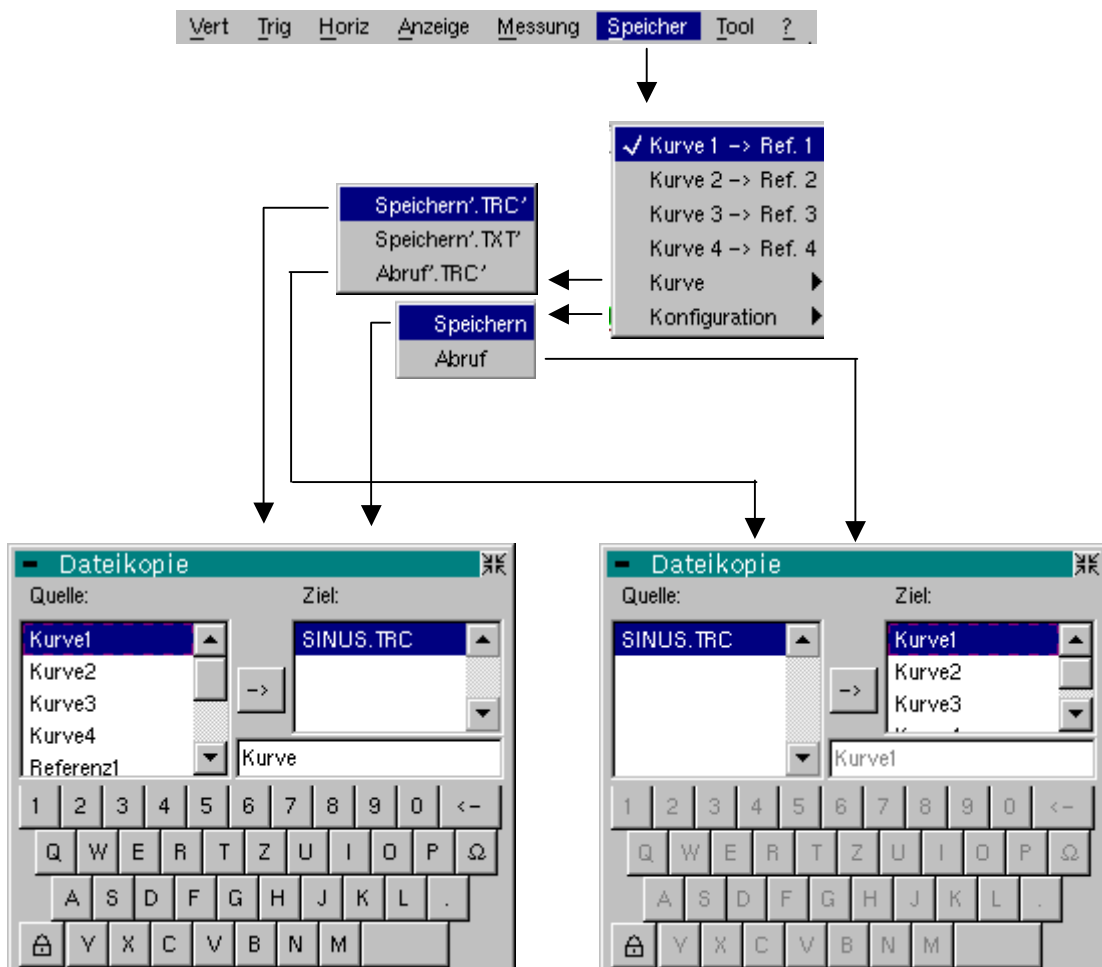 Vert Trig Horiz Anzeige Messung Speicher Tool ?
Kurve 1 -> Ref. 1
Kurve 2 -> Ref. 2
Kurve 3 -> Ref. 3
Kurve 4 -> Ref. 4
Kurve
Konfiguration
Speichern'.TRC'
Speichern'.TXT'
Abruf'.TRC'
Speichern
Abruf
Dateikopie
Quelle: Ziel:
Kurve1
Kurve2
Kurve3
Kurve4
Referenz1
->
SINUS.TRC
Kurve
1 2 3 4 5 6 7 8 9 0 <-
Q W E R T Z U I O P Ω
A S D F G H J K L .
Y X C V B N M
Dateikopie
Quelle: Ziel:
SINUS.TRC
->
Kurve1
Kurve2
Kurve3
Kurve1
1 2 3 4 5 6 7 8 9 0 <-
Q W E R T Z U I O P Ω
A S D F G H J K L .
Y X C V B N M